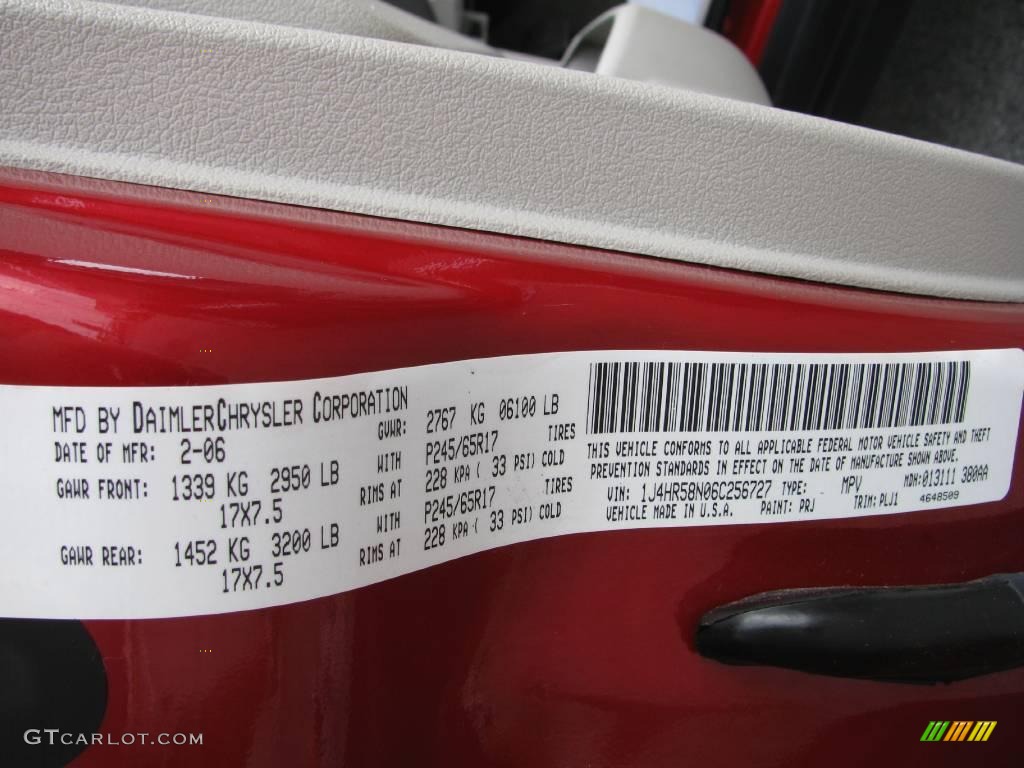 MFD BY DAIMLERCHRYSLER CORPORATION
DATE OF MFR: 2-06 GVWR: 2767 KG 06100 LB
GAWR FRONT: 1339 KG 2950 LB WITH P245/65R17 TIRES
17X7.5 RIMS AT 228 KPA ( 33 PSI) COLD
GAWR REAR: 1452 KG 3200 LB WITH P245/65R17 TIRES
17X7.5 RIMS AT 228 KPA ( 33 PSI) COLD
THIS VEHICLE CONFORMS TO ALL APPLICABLE FEDERAL MOTOR VEHICLE SAFETY AND THEFT
PREVENTION STANDARDS IN EFFECT ON THE DATE OF MANUFACTURE SHOWN ABOVE.
VIN: 1J4HR58N06C256727 TYPE: MPV MDH:013111 380AA
VEHICLE MADE IN U.S.A. PAINT: PRJ TRIM: PLJ1 4648509
GTCARLOT.COM